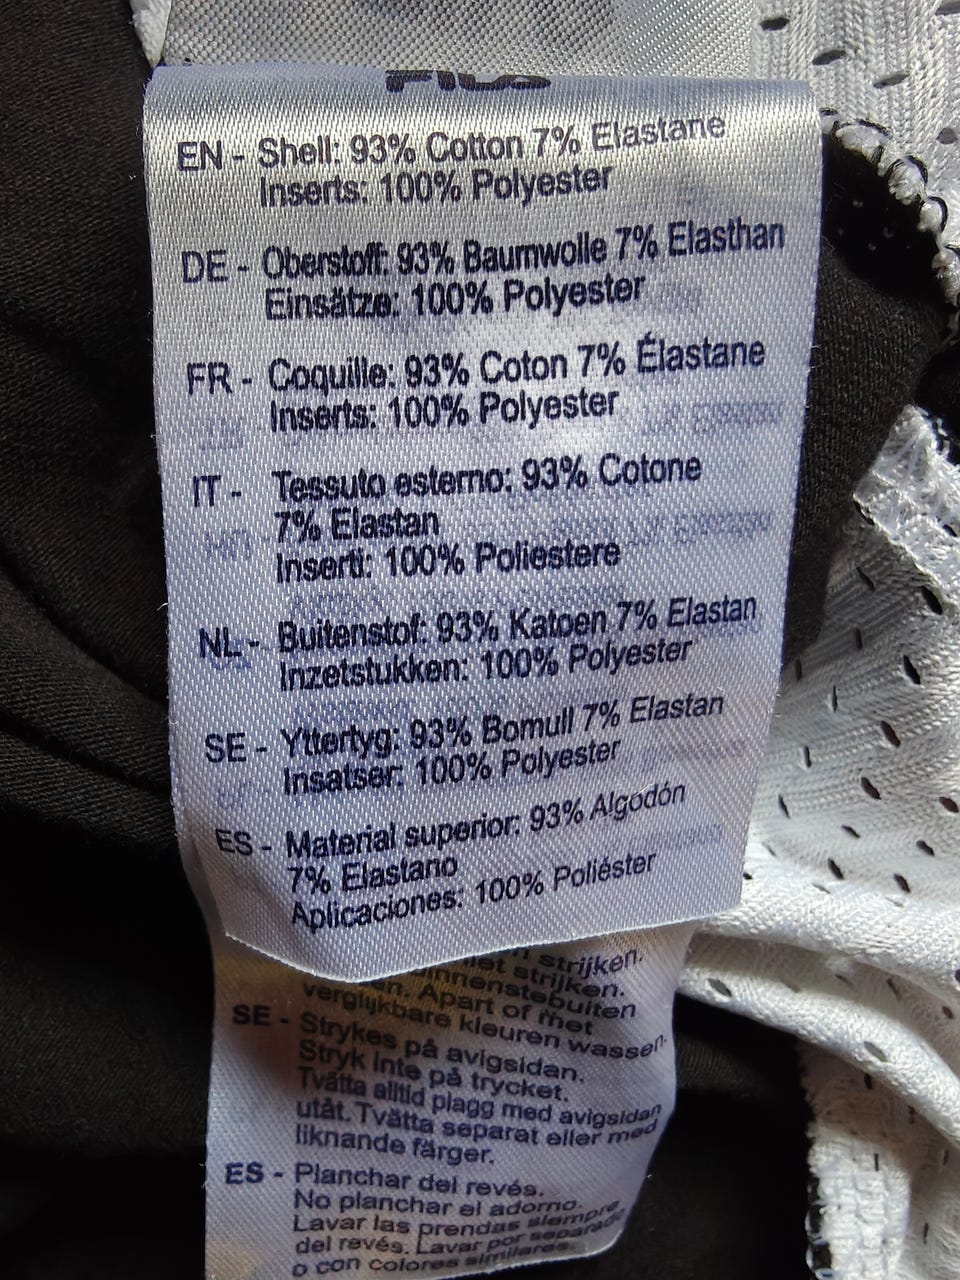 FILA
EN - Shell: 93% Cotton 7% Elastane
Inserts: 100% Polyester
DE - Oberstoff: 93% Baumwolle 7% Elasthan
Einsätze: 100% Polyester
FR - Coquille: 93% Coton 7% Élastane
Inserts: 100% Polyester
IT - Tessuto esterno: 93% Cotone
7% Elastan
Inserti: 100% Poliestere
NL - Buitenstof: 93% Katoen 7% Elastan
Inzetstukken: 100% Polyester
SE - Yttertyg: 93% Bomull 7% Elastan
Insatser: 100% Polyester
ES - Material superior: 93% Algodón
7% Elastano
Aplicaciones: 100% Poliéster
strijken.
strijken.
binnenstebuiten
Apart of met
verglijkbare kleuren wassen.
SE - Strykes på avigsidan.
Stryk inte på trycket.
Tvätta alltid plagg med avigsidan
utåt. Tvätta separat eller med
liknande färger.
ES - Planchar del revés.
No planchar el adorno.
Lavar las prendas siempre
del revés. Lavar por separado
o con colores similares.